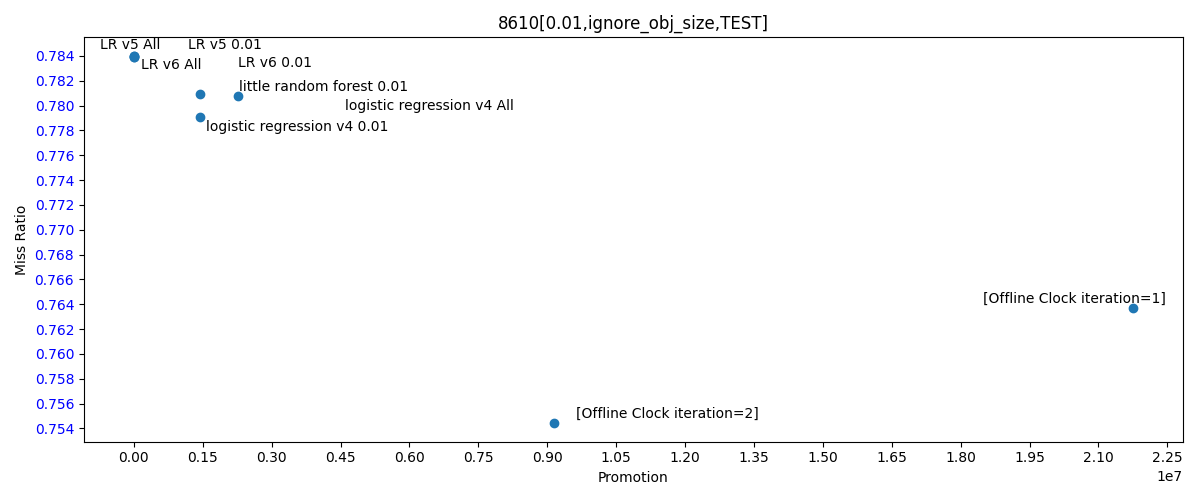 8610[0.01,ignore_obj_size,TEST]
LR v5 All
LR v5 0.01
LR v6 All
LR v6 0.01
little random forest 0.01
logistic regression v4 All
logistic regression v4 0.01
[Offline Clock iteration=1]
[Offline Clock iteration=2]
Miss Ratio
0.784
0.782
0.780
0.778
0.776
0.774
0.772
0.770
0.768
0.766
0.764
0.762
0.760
0.758
0.756
0.754
0.00 0.15 0.30 0.45 0.60 0.75 0.90 1.05 1.20 1.35 1.50 1.65 1.80 1.95 2.10 2.25
1e7
Promotion